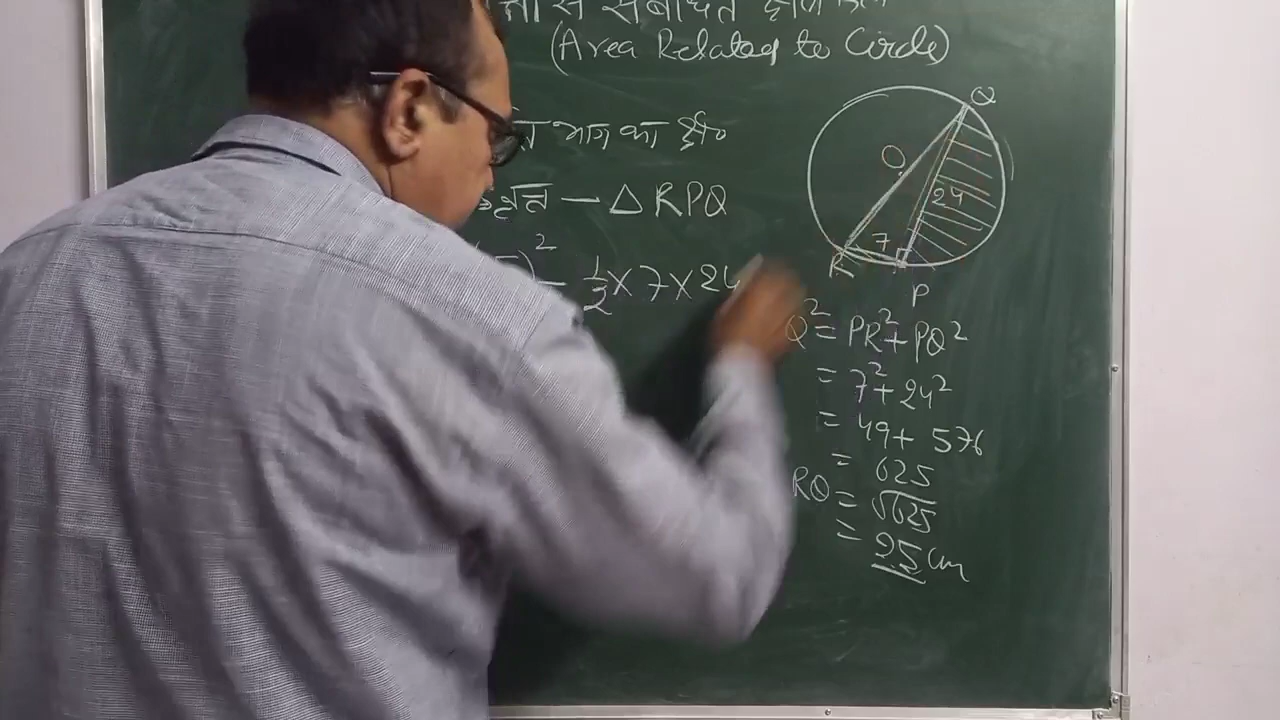 से संबंधित
(Area Related to Circle)
भाग का क्षे०
— △ RPQ
)² — 1/2 × 7 × 24
Q
O
24
7
R
P
Q² = PR² + PQ²
= 7² + 24²
= 49 + 576
= 625
RQ = √625
= 25 cm